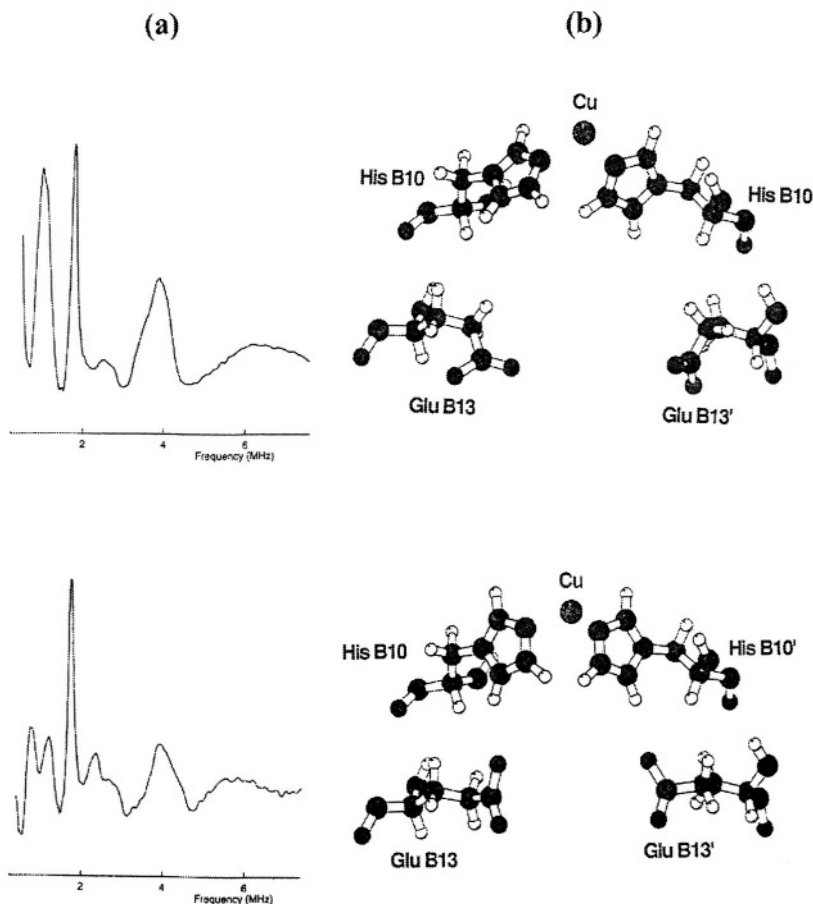 (a)
(b)
Cu
His B10
His B10
Glu B13
Glu B13'
2
4
6
Frequency (MHz)
Cu
His B10
His B10'
Glu B13
Glu B13'
2
4
6
Frequency (MHz)